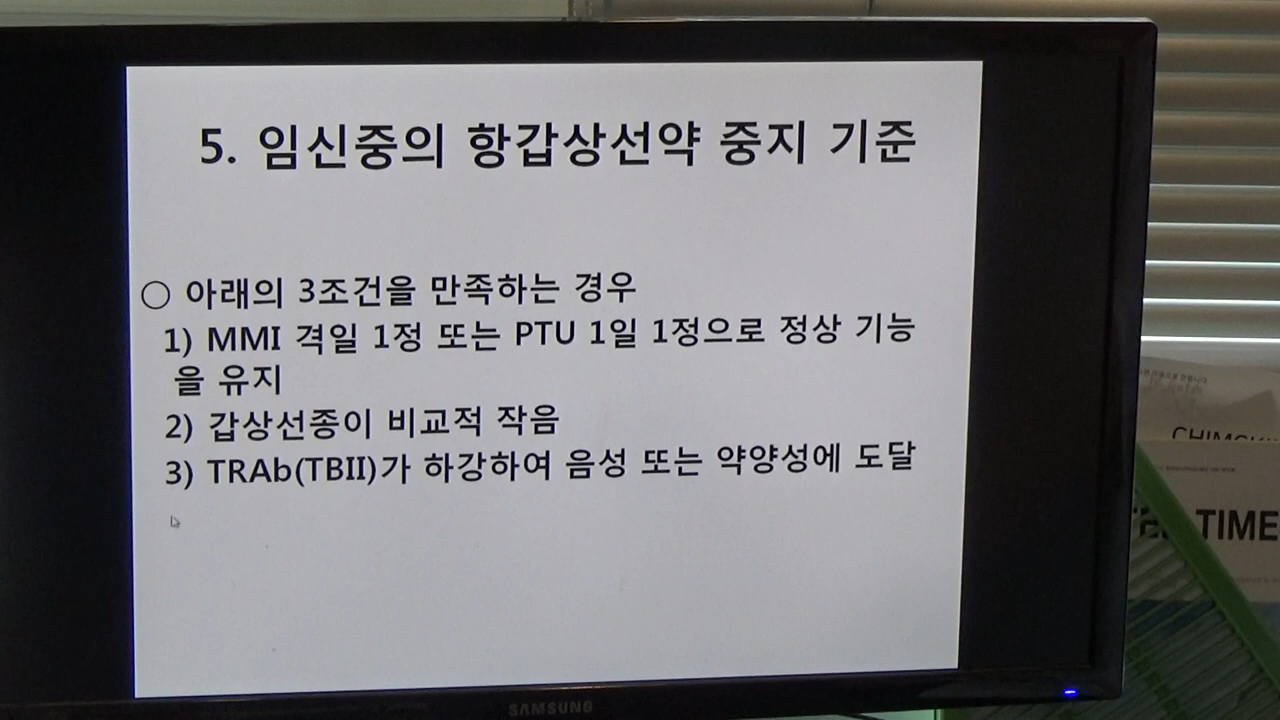 5. 임신중의 항갑상선약 중지 기준
○ 아래의 3조건을 만족하는 경우
1) MMI 격일 1정 또는 PTU 1일 1정으로 정상 기능
을 유지
2) 갑상선종이 비교적 작음
3) TRAb(TBII)가 하강하여 음성 또는 약양성에 도달
SAMSUNG
TIME